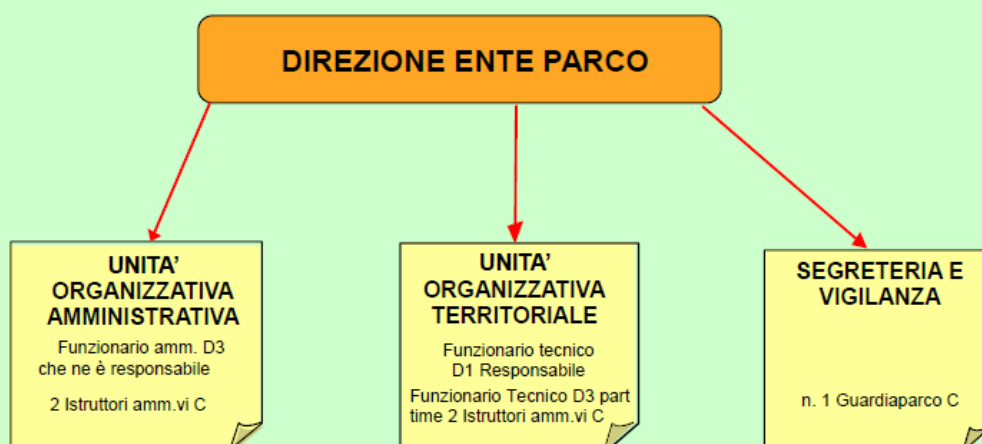 DIREZIONE ENTE PARCO
UNITA’
ORGANIZZATIVA
AMMINISTRATIVA
Funzionario amm. D3
che ne è responsabile
2 Istruttori amm.vi C
UNITA’
ORGANIZZATIVA
TERRITORIALE
Funzionario tecnico
D1 Responsabile
Funzionario Tecnico D3 part
time 2 Istruttori amm.vi C
SEGRETERIA E
VIGILANZA
n. 1 Guardiaparco C